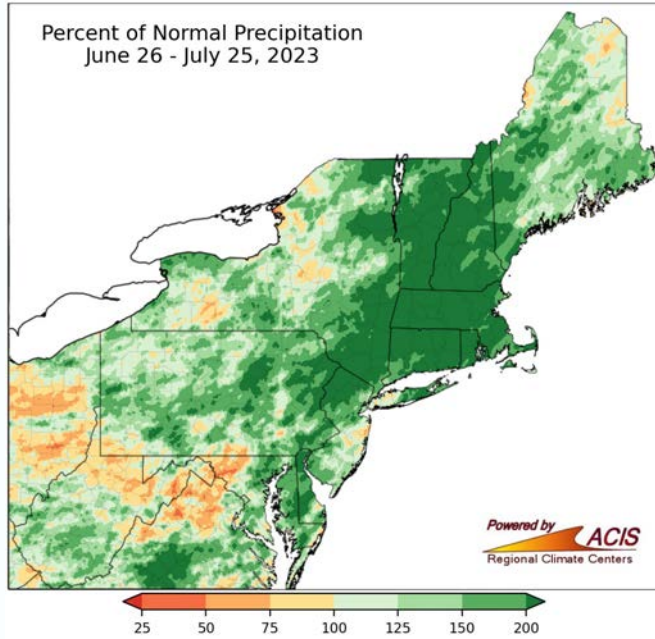 Percent of Normal Precipitation
June 26 - July 25, 2023
Powered by
ACIS
Regional Climate Centers
25 50 75 100 125 150 200